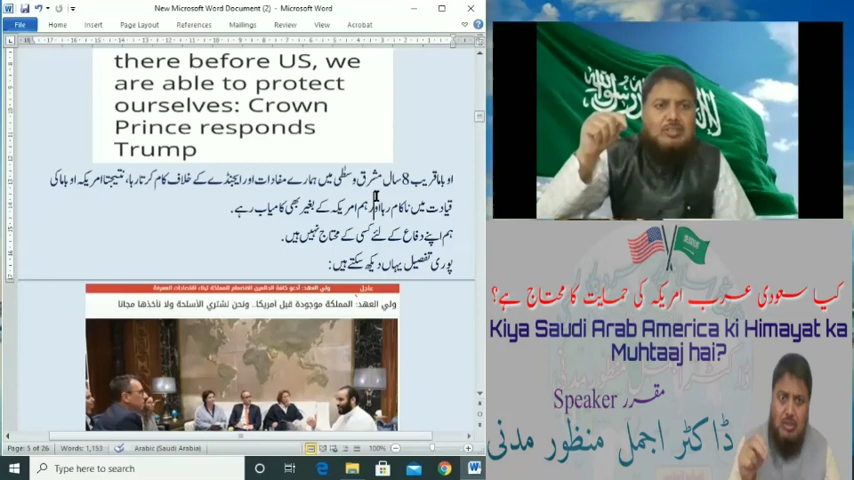 New Microsoft Word Document (2) - Microsoft Word
File Home Insert Page Layout References Mailings Review View Acrobat
there before US, we
are able to protect
ourselves: Crown
Prince responds
Trump
اوباما قریب 8 سال مشرق وسطٰی میں ہمارے مفادات اور ایجنڈے کے خلاف کام کرتا رہا، نتیجتا امریکہ اوباما کی
قیادت میں ناکام رہا اور ہم امریکہ کے بغیر بھی کامیاب رہے۔
ہم اپنے دفاع کے لئے کسی کے محتاج نہیں ہیں۔
پوری تفصیل یہاں دیکھ سکتے ہیں:
عاجل
ولي العهد: المملكة موجودة قبل أمريكا.. ونحن نشتري الأسلحة ولا نأخذها مجانا
Page: 5 of 26 Words: 1,153 Arabic (Saudi Arabia) 100%
Type here to search
کیا سعودی عرب امریکہ کی حمایت کا محتاج ہے؟
Kiya Saudi Arab America ki Himayat ka
Muhtaaj hai?
Speaker مقرر
ڈاکٹر اجمل منظور مدنی